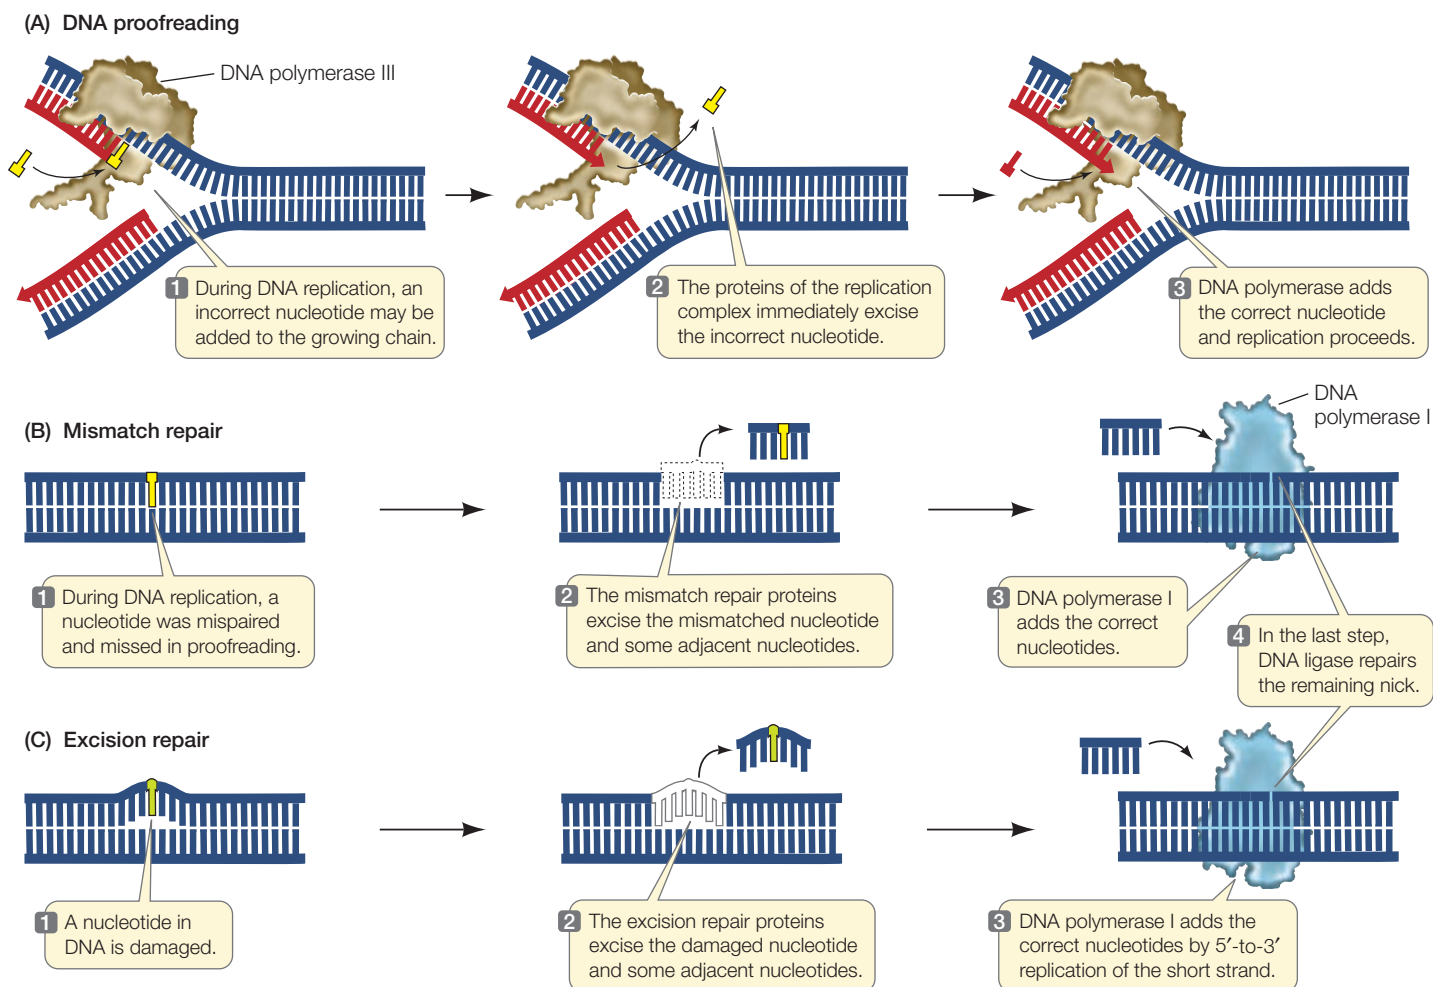 (A) DNA proofreading
DNA polymerase III
1 During DNA replication, an
incorrect nucleotide may be
added to the growing chain.
2 The proteins of the replication
complex immediately excise
the incorrect nucleotide.
3 DNA polymerase adds
the correct nucleotide
and replication proceeds.
(B) Mismatch repair
DNA
polymerase I
1 During DNA replication, a
nucleotide was mispaired
and missed in proofreading.
2 The mismatch repair proteins
excise the mismatched nucleotide
and some adjacent nucleotides.
3 DNA polymerase I
adds the correct
nucleotides.
4 In the last step,
DNA ligase repairs
the remaining nick.
(C) Excision repair
1 A nucleotide in
DNA is damaged.
2 The excision repair proteins
excise the damaged nucleotide
and some adjacent nucleotides.
3 DNA polymerase I adds the
correct nucleotides by 5′-to-3′
replication of the short strand.